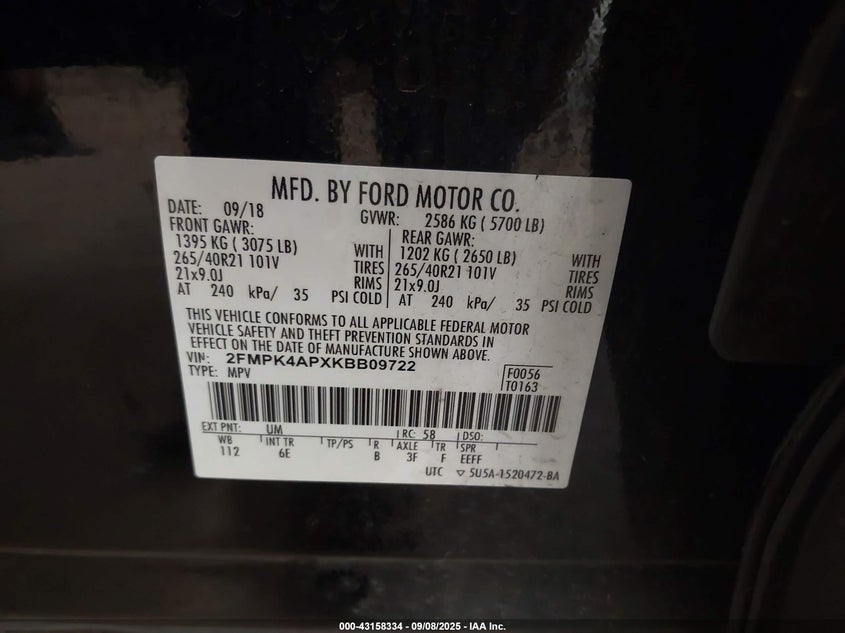 MFD. BY FORD MOTOR CO.
DATE: 09/18 GVWR: 2586 KG ( 5700 LB)
FRONT GAWR: REAR GAWR:
1395 KG ( 3075 LB) WITH 1202 KG ( 2650 LB) WITH
265/40R21 101V TIRES 265/40R21 101V TIRES
21x9.0J RIMS 21x9.0J RIMS
AT 240 kPa/ 35 PSI COLD AT 240 kPa/ 35 PSI COLD
THIS VEHICLE CONFORMS TO ALL APPLICABLE FEDERAL MOTOR
VEHICLE SAFETY AND THEFT PREVENTION STANDARDS IN
EFFECT ON THE DATE OF MANUFACTURE SHOWN ABOVE.
VIN: 2FMPK4APXKBB09722
TYPE: MPV
F0056
T0163
EXT PNT: UM RC: 58 DSO:
WB INT TR TP/PS R AXLE TR SPR
112 6E B 3F F EEFF
UTC ▽ 5U5A-1520472-BA
000-43158334 - 09/08/2025 - IAA Inc.